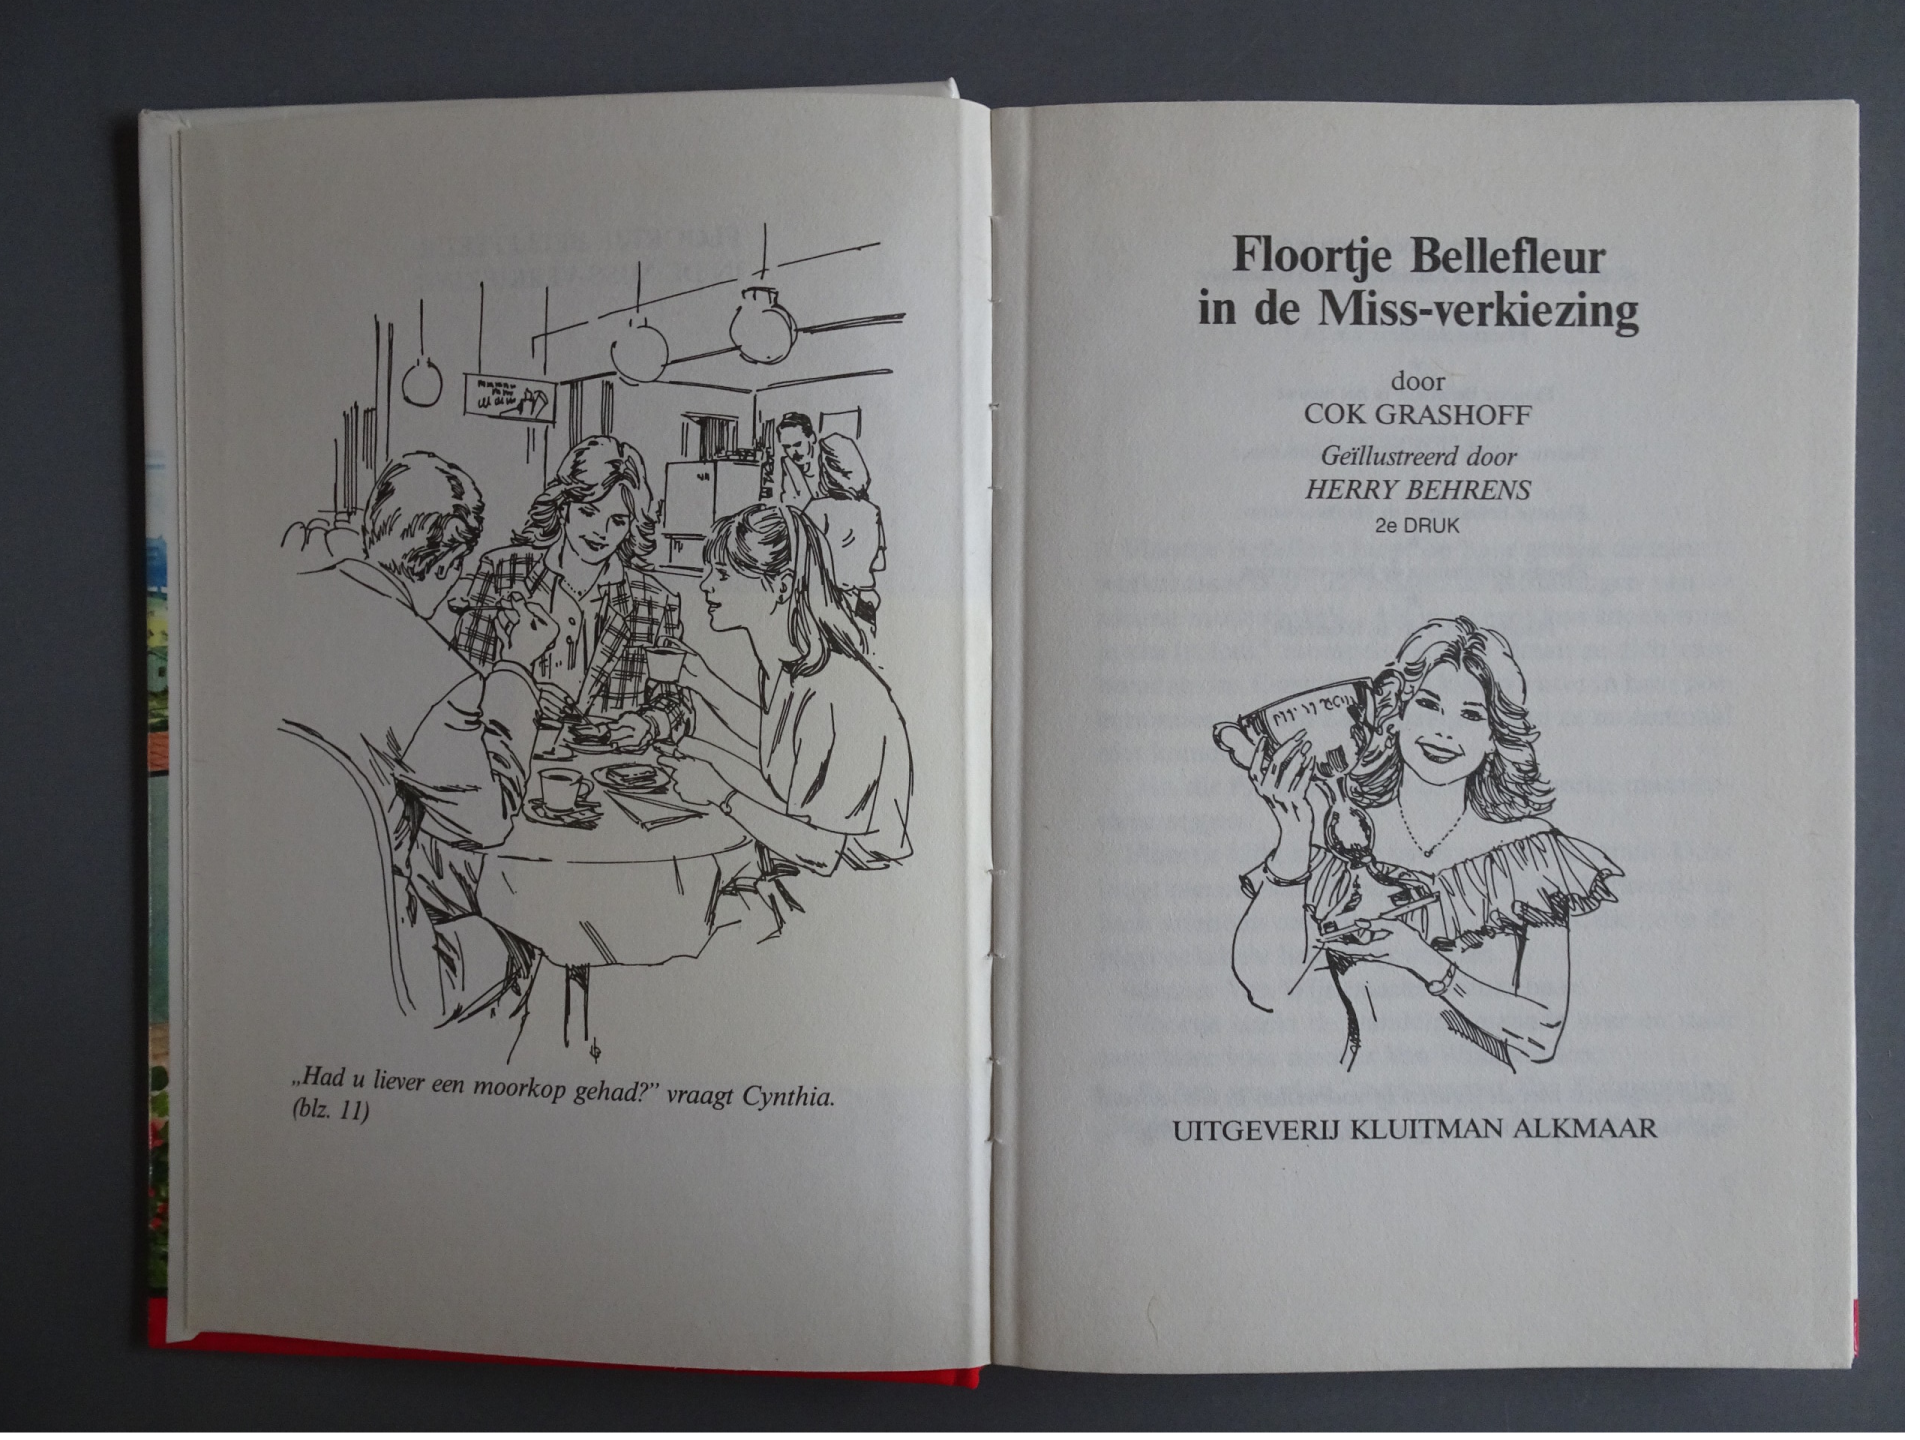 „Had u liever een moorkop gehad?” vraagt Cynthia.
(blz. 11)
Floortje Bellefleur
in de Miss-verkiezing
door
COK GRASHOFF
Geïllustreerd door
HERRY BEHRENS
2e DRUK
UITGEVERIJ KLUITMAN ALKMAAR